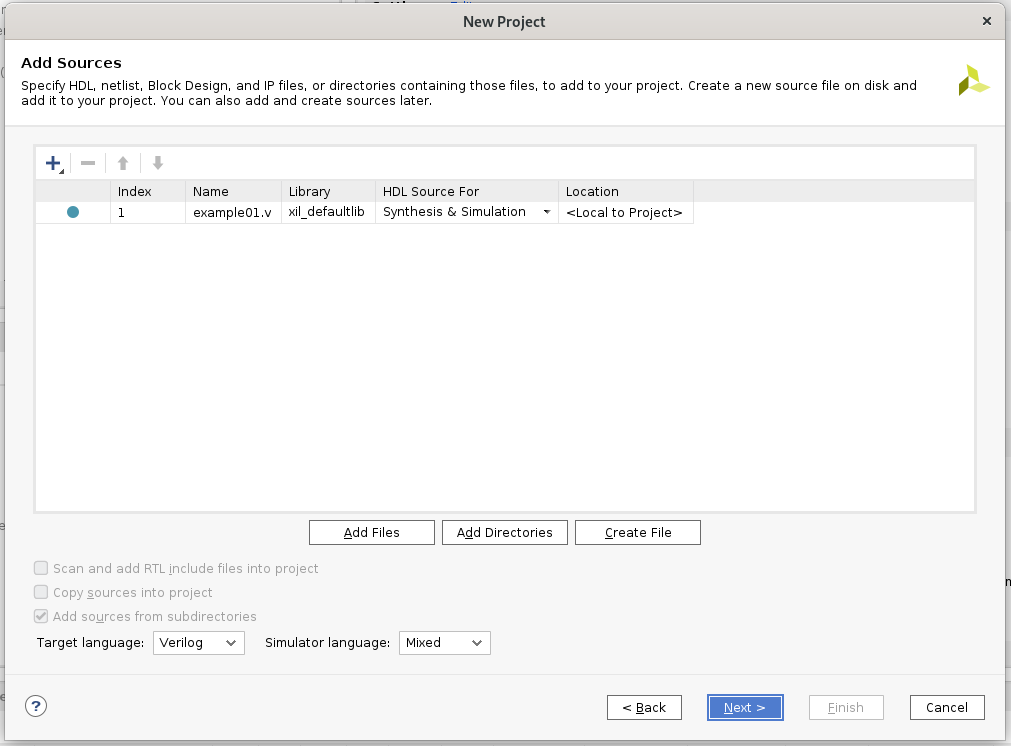 New Project
×
Add Sources
Specify HDL, netlist, Block Design, and IP files, or directories containing those files, to add to your project. Create a new source file on disk and
add it to your project. You can also add and create sources later.
Index Name Library HDL Source For Location
1 example01.v xil_defaultlib Synthesis & Simulation <Local to Project>
Add Files Add Directories Create File
Scan and add RTL include files into project
Copy sources into project
Add sources from subdirectories
Target language: Verilog Simulator language: Mixed
? < Back Next > Finish Cancel